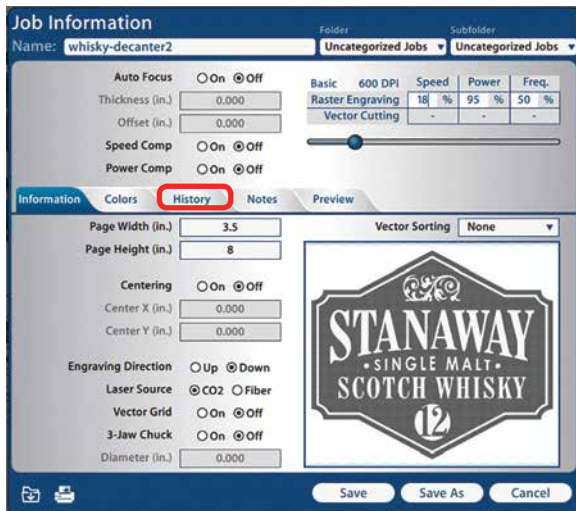 Job Information
Folder
Subfolder
Name: whisky-decanter2
Uncategorized Jobs
Uncategorized Jobs
Auto Focus On Off
Thickness (in.) 0.000
Offset (in.) 0.000
Speed Comp On Off
Power Comp On Off
Basic 600 DPI Speed Power Freq.
Raster Engraving 18 % 95 % 50 %
Vector Cutting - - -
Information Colors History Notes Preview
Page Width (in.) 3.5
Page Height (in.) 8
Centering On Off
Center X (in.) 0.000
Center Y (in.) 0.000
Engraving Direction Up Down
Laser Source CO2 Fiber
Vector Grid On Off
3-Jaw Chuck On Off
Diameter (in.) 0.000
Vector Sorting None
STANAWAY
• SINGLE MALT •
SCOTCH WHISKY
12
Save Save As Cancel